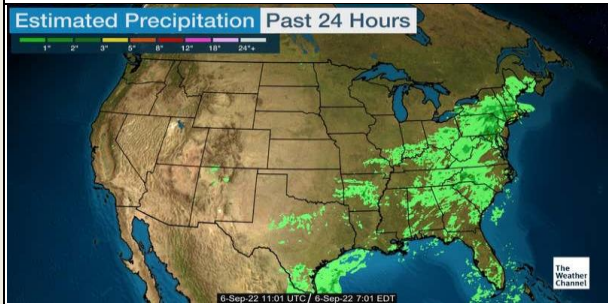 Estimated Precipitation Past 24 Hours
1" 2" 3" 5" 8" 12" 18" 24"+
The
Weather
Channel
6-Sep-22 11:01 UTC / 6-Sep-22 7:01 EDT